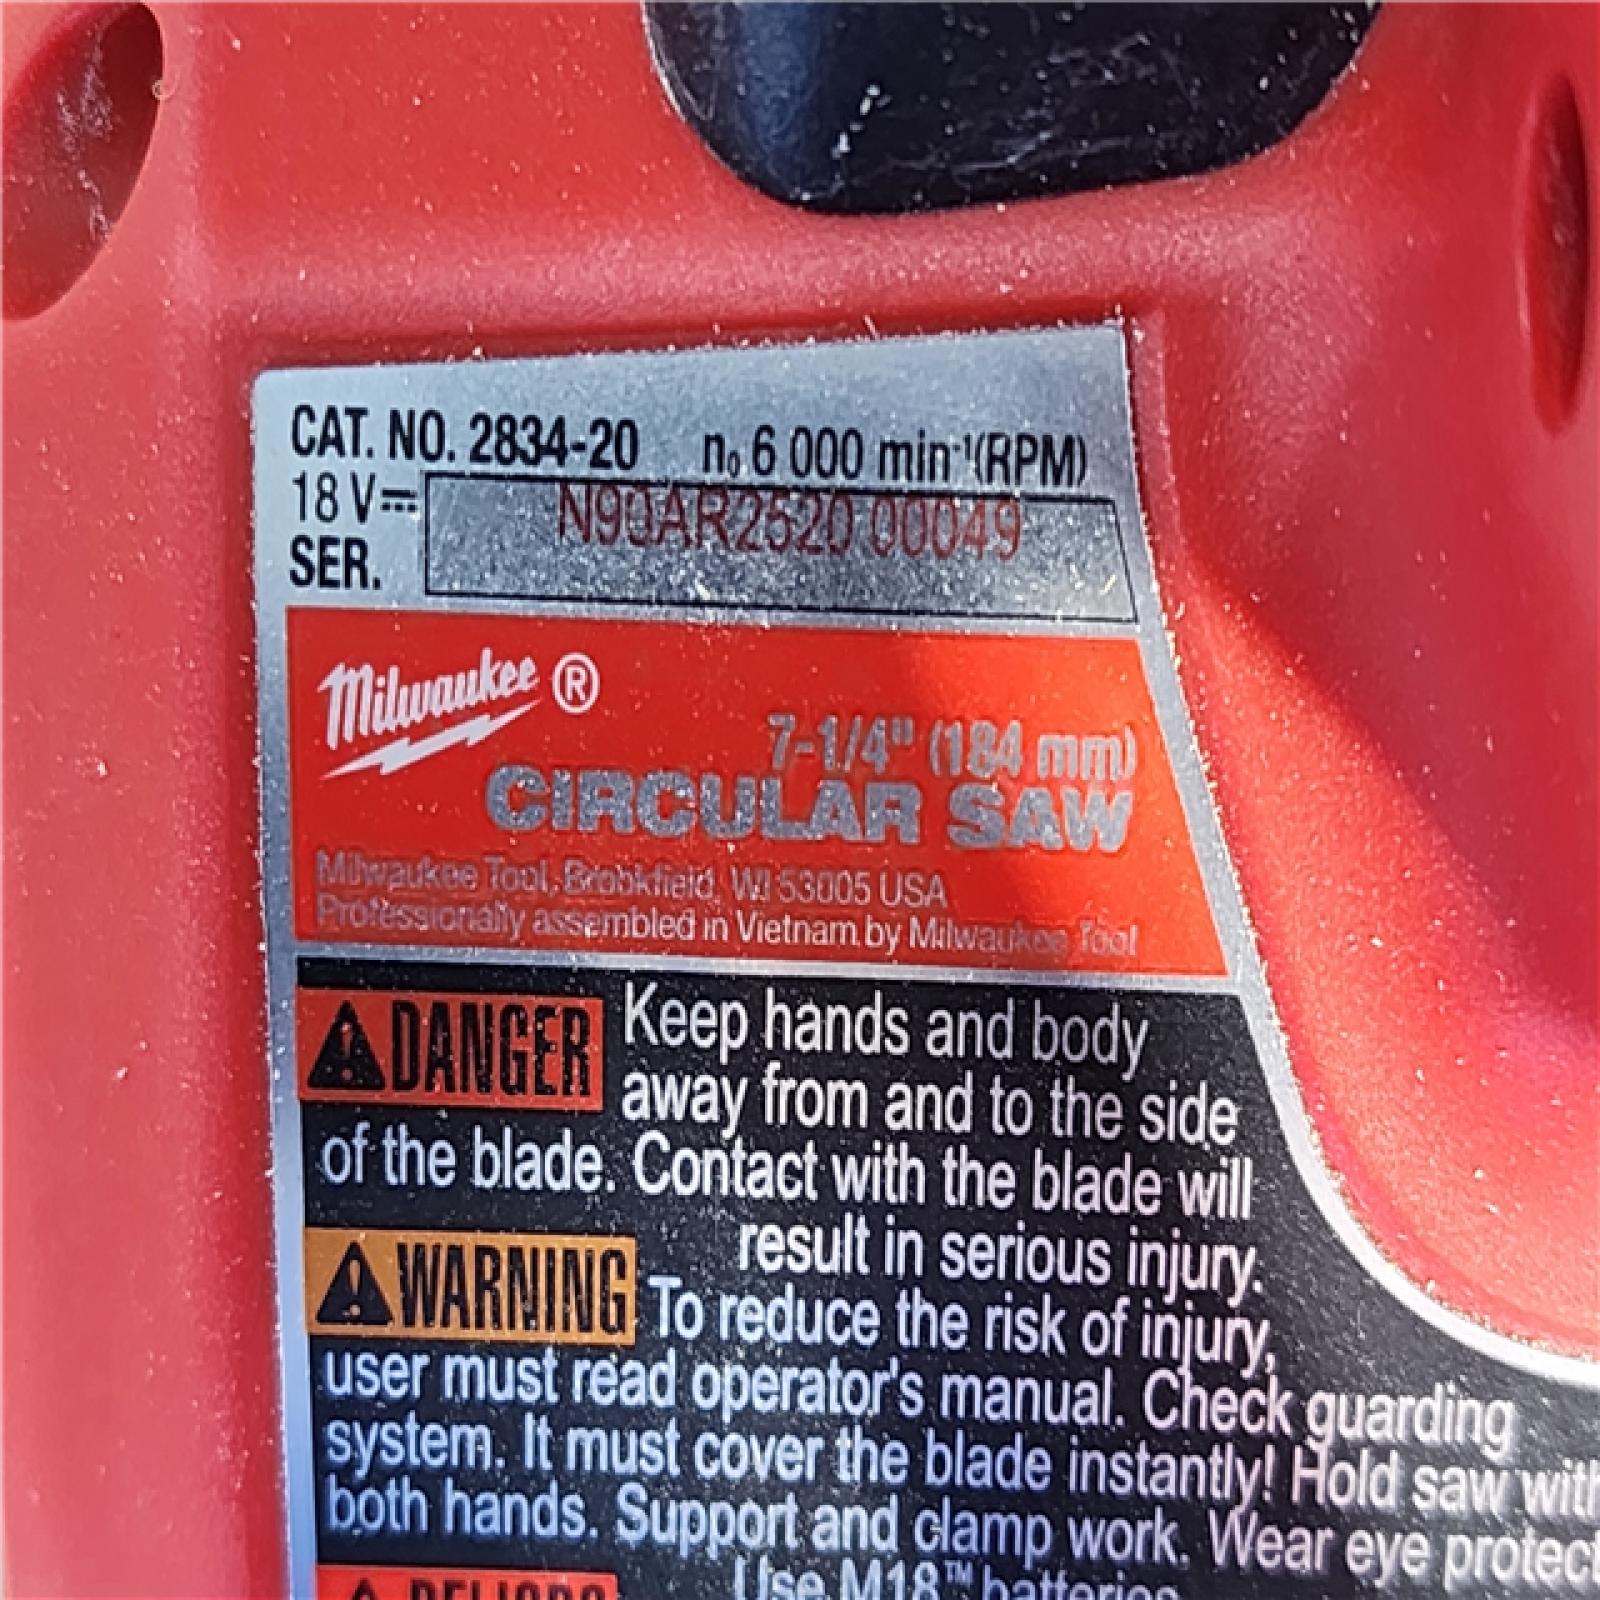 CAT. NO. 2834-20 n₀ 6 000 min⁻¹(RPM)
18 V⎓ N90AR2520 00049
SER.
Milwaukee®
7-1/4" (184 mm)
CIRCULAR SAW
Milwaukee Tool, Brookfield, WI 53005 USA
Professionally assembled in Vietnam by Milwaukee Tool
⚠DANGER Keep hands and body
away from and to the side
of the blade. Contact with the blade will
result in serious injury.
⚠WARNING To reduce the risk of injury,
user must read operator's manual. Check guarding
system. It must cover the blade instantly! Hold saw with
both hands. Support and clamp work. Wear eye protect
Use M18™ batteries
PELIGRO